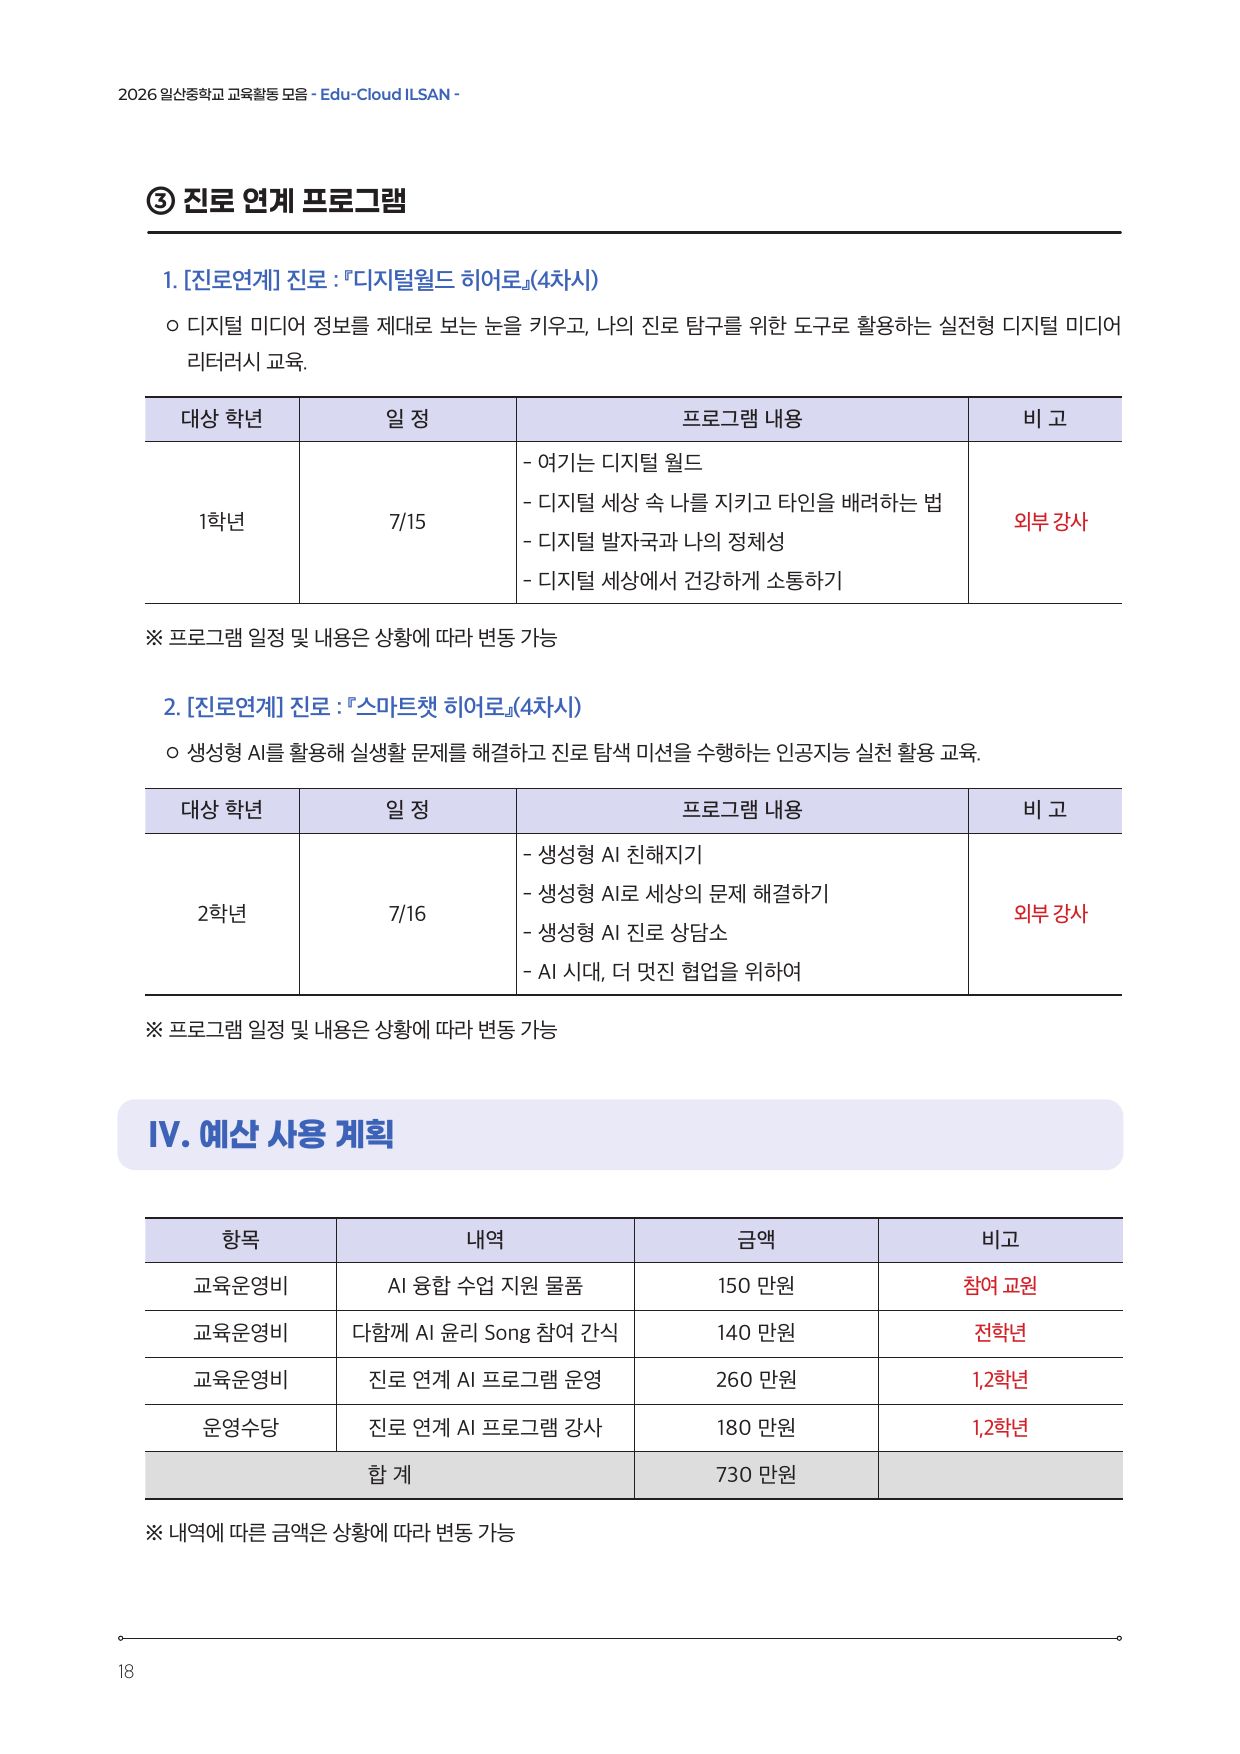 2026 일산중학교 교육활동 모음 - Edu-Cloud ILSAN -
③ 진로 연계 프로그램
1. [진로연계] 진로 :『디지털월드 히어로』(4차시)
ㅇ 디지털 미디어 정보를 제대로 보는 눈을 키우고, 나의 진로 탐구를 위한 도구로 활용하는 실전형 디지털 미디어
리터러시 교육.
대상 학년 일 정 프로그램 내용 비 고
- 여기는 디지털 월드
- 디지털 세상 속 나를 지키고 타인을 배려하는 법
1학년 7/15 외부 강사
- 디지털 발자국과 나의 정체성
- 디지털 세상에서 건강하게 소통하기
※ 프로그램 일정 및 내용은 상황에 따라 변동 가능
2. [진로연계] 진로 :『스마트챗 히어로』(4차시)
ㅇ 생성형 AI를 활용해 실생활 문제를 해결하고 진로 탐색 미션을 수행하는 인공지능 실천 활용 교육.
대상 학년 일 정 프로그램 내용 비 고
- 생성형 AI 친해지기
- 생성형 AI로 세상의 문제 해결하기
2학년 7/16 외부 강사
- 생성형 AI 진로 상담소
- AI 시대, 더 멋진 협업을 위하여
※ 프로그램 일정 및 내용은 상황에 따라 변동 가능
IV. 예산 사용 계획
항목 내역 금액 비고
교육운영비 AI 융합 수업 지원 물품 150 만원 참여 교원
교육운영비 다함께 AI 윤리 Song 참여 간식 140 만원 전학년
교육운영비 진로 연계 AI 프로그램 운영 260 만원 1,2학년
운영수당 진로 연계 AI 프로그램 강사 180 만원 1,2학년
합 계 730 만원
※ 내역에 따른 금액은 상황에 따라 변동 가능
18